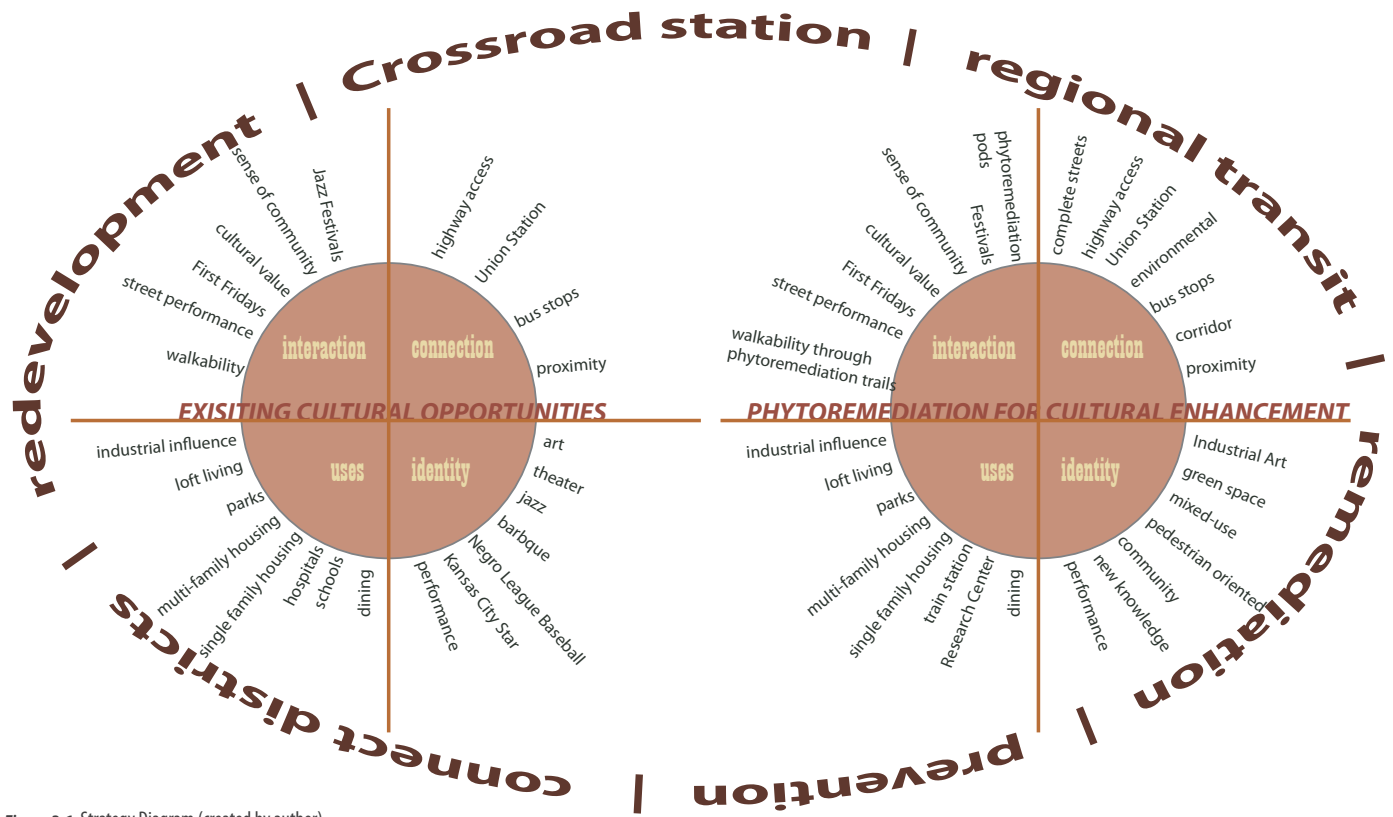 redevelopment | Crossroad station | regional transit | remediation | prevention | connect districts |
EXISITING CULTURAL OPPORTUNITIES
interaction
connection
uses
identity
walkability
street performance
First Fridays
cultural value
sense of community
Jazz Festivals
highway access
Union Station
bus stops
proximity
art
theater
jazz
barbque
Negro League Baseball
Kansas City Star
performance
dining
schools
hospitals
single family housing
multi-family housing
parks
loft living
industrial influence
PHYTOREMEDIATION FOR CULTURAL ENHANCEMENT
interaction
connection
uses
identity
walkability through
phytoremediation trails
street performance
First Fridays
cultural value
sense of community
Festivals
phytoremediation
pods
complete streets
highway access
Union Station
environmental
bus stops
corridor
proximity
Industrial Art
green space
mixed-use
pedestrian oriented
community
new knowledge
performance
dining
Research Center
train station
single family housing
multi-family housing
parks
loft living
industrial influence
Strategy Diagram (created by author)